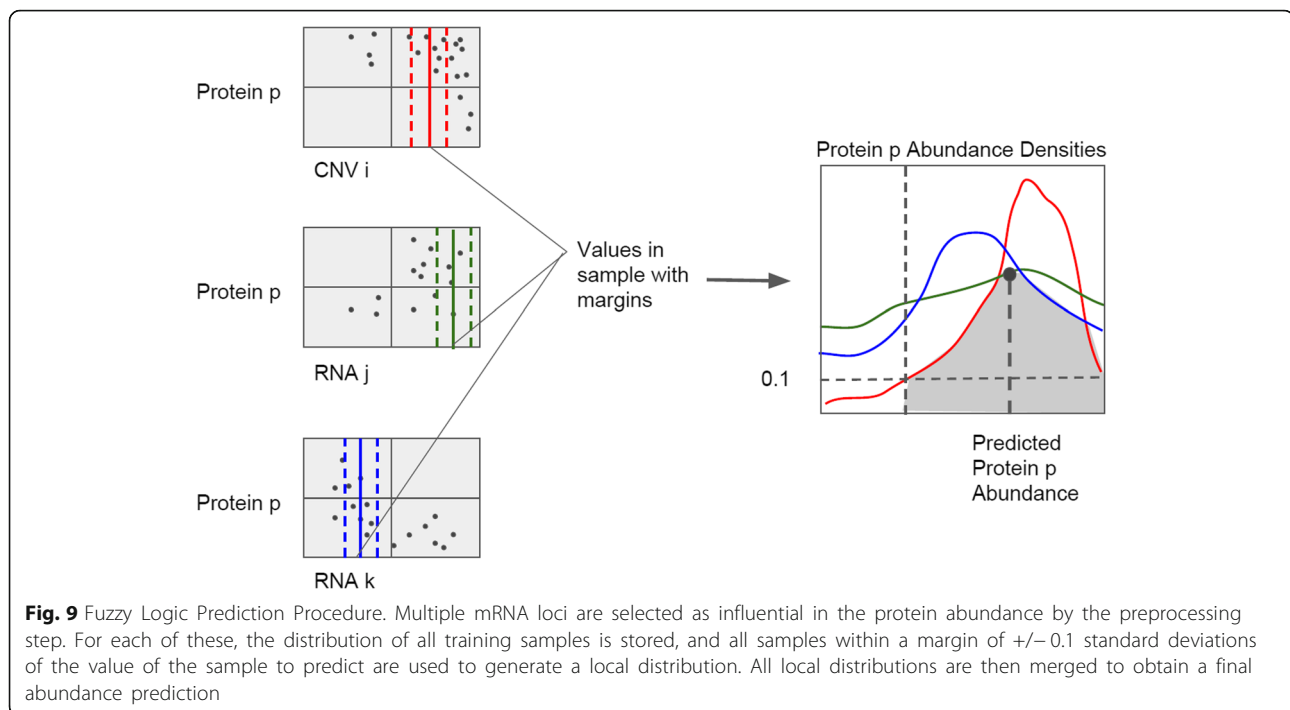 Protein p
CNV i
Protein p
RNA j
Protein p
RNA k
Values in
sample with
margins
Protein p Abundance Densities
0.1
Predicted
Protein p
Abundance
Fig. 9 Fuzzy Logic Prediction Procedure. Multiple mRNA loci are selected as influential in the protein abundance by the preprocessing
step. For each of these, the distribution of all training samples is stored, and all samples within a margin of +/− 0.1 standard deviations
of the value of the sample to predict are used to generate a local distribution. All local distributions are then merged to obtain a final
abundance prediction